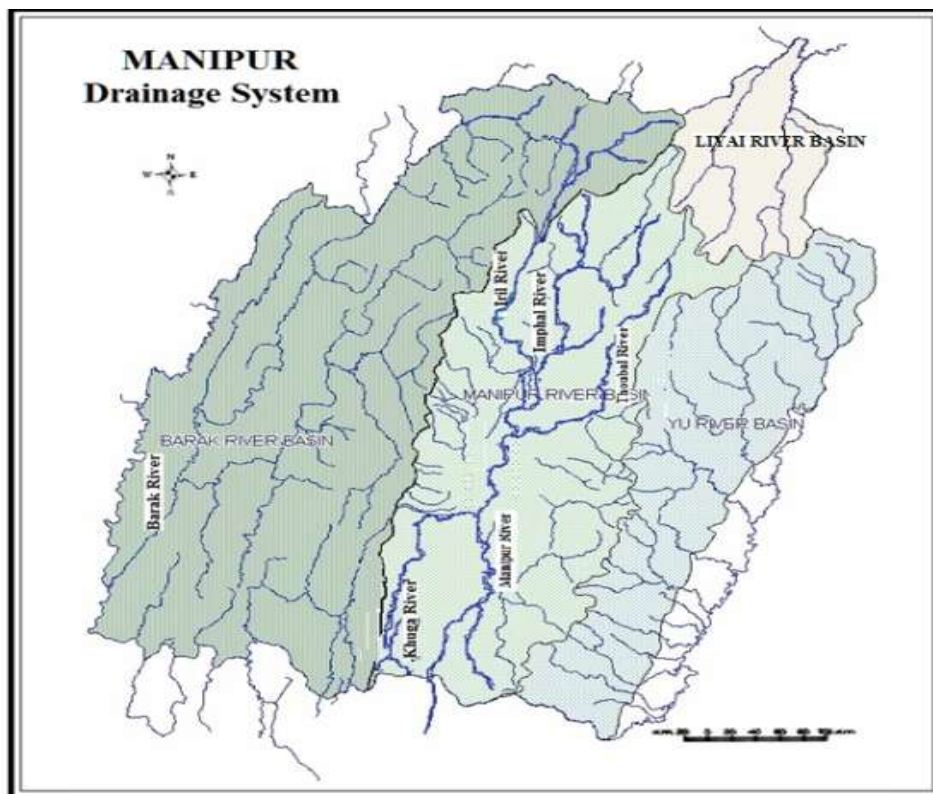 MANIPUR
Drainage System
N
W E
LIYAI RIVER BASIN
Iril River
Imphal River
Thoubal River
MANIPUR RIVER BASIN
YU RIVER BASIN
BARAK RIVER BASIN
Barak River
Manipur River
Khuga River